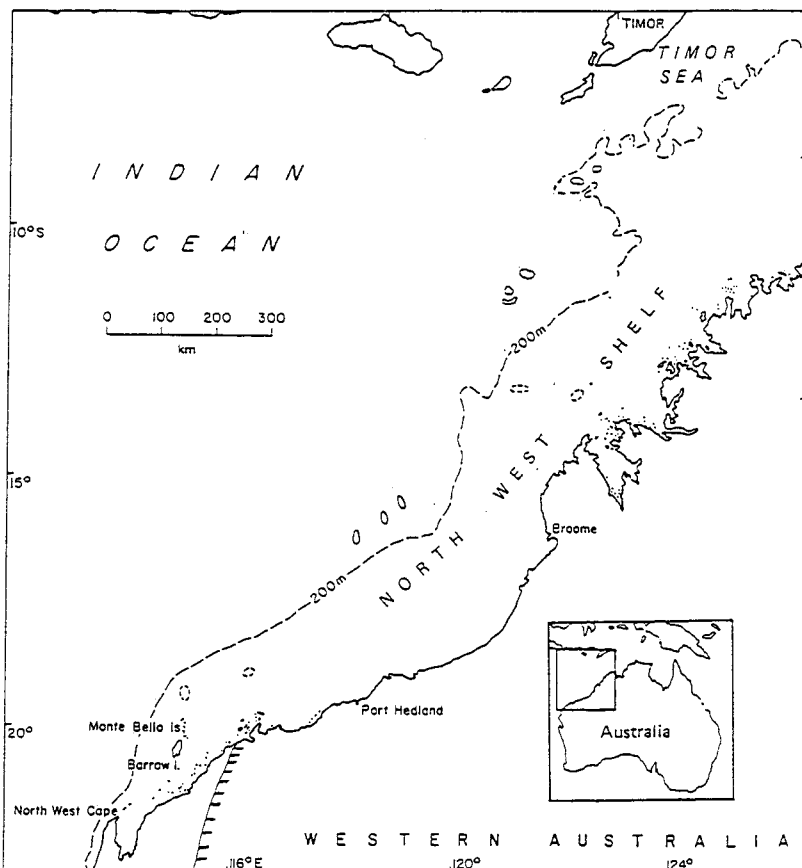 TIMOR
TIMOR
SEA
INDIAN
OCEAN
10°S
0 100 200 300
km
200m
NORTH WEST SHELF
15°
Broome
200m
20°
Monte Bello Is.
Port Hedland
Barrow I.
Australia
North West Cape
WESTERN AUSTRALIA
116°E 120° 124°